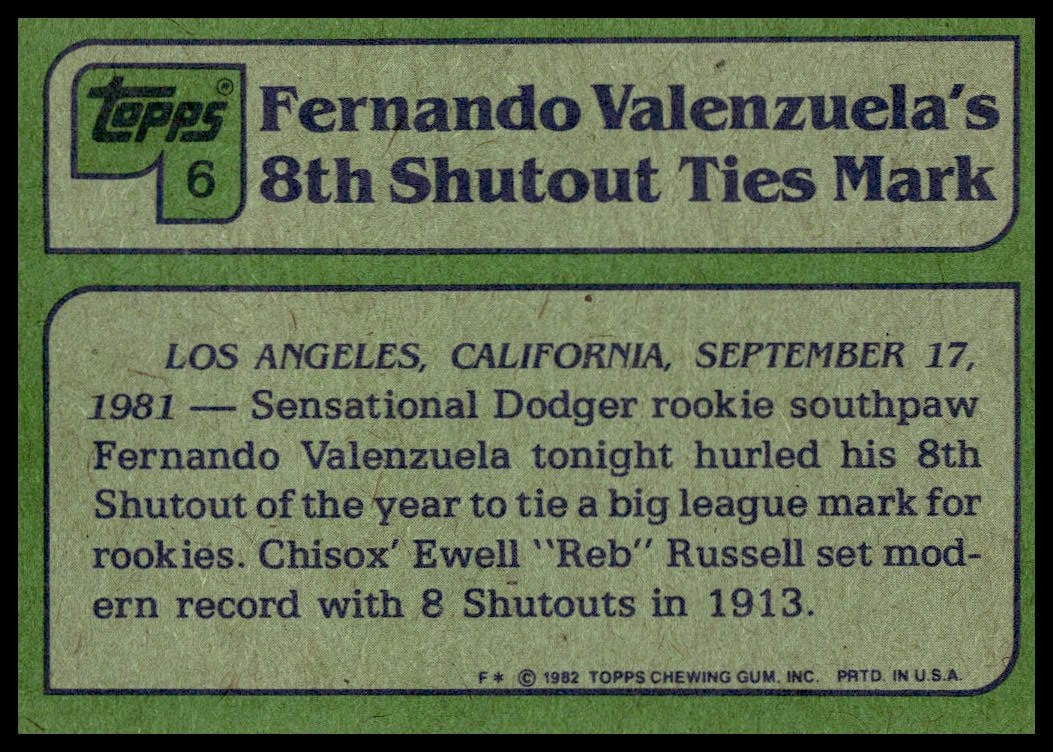 topps®
6
Fernando Valenzuela's
8th Shutout Ties Mark
LOS ANGELES, CALIFORNIA, SEPTEMBER 17,
1981 — Sensational Dodger rookie southpaw
Fernando Valenzuela tonight hurled his 8th
Shutout of the year to tie a big league mark for
rookies. Chisox' Ewell "Reb" Russell set mod-
ern record with 8 Shutouts in 1913.
F* © 1982 TOPPS CHEWING GUM, INC. PRTD. IN U.S.A.